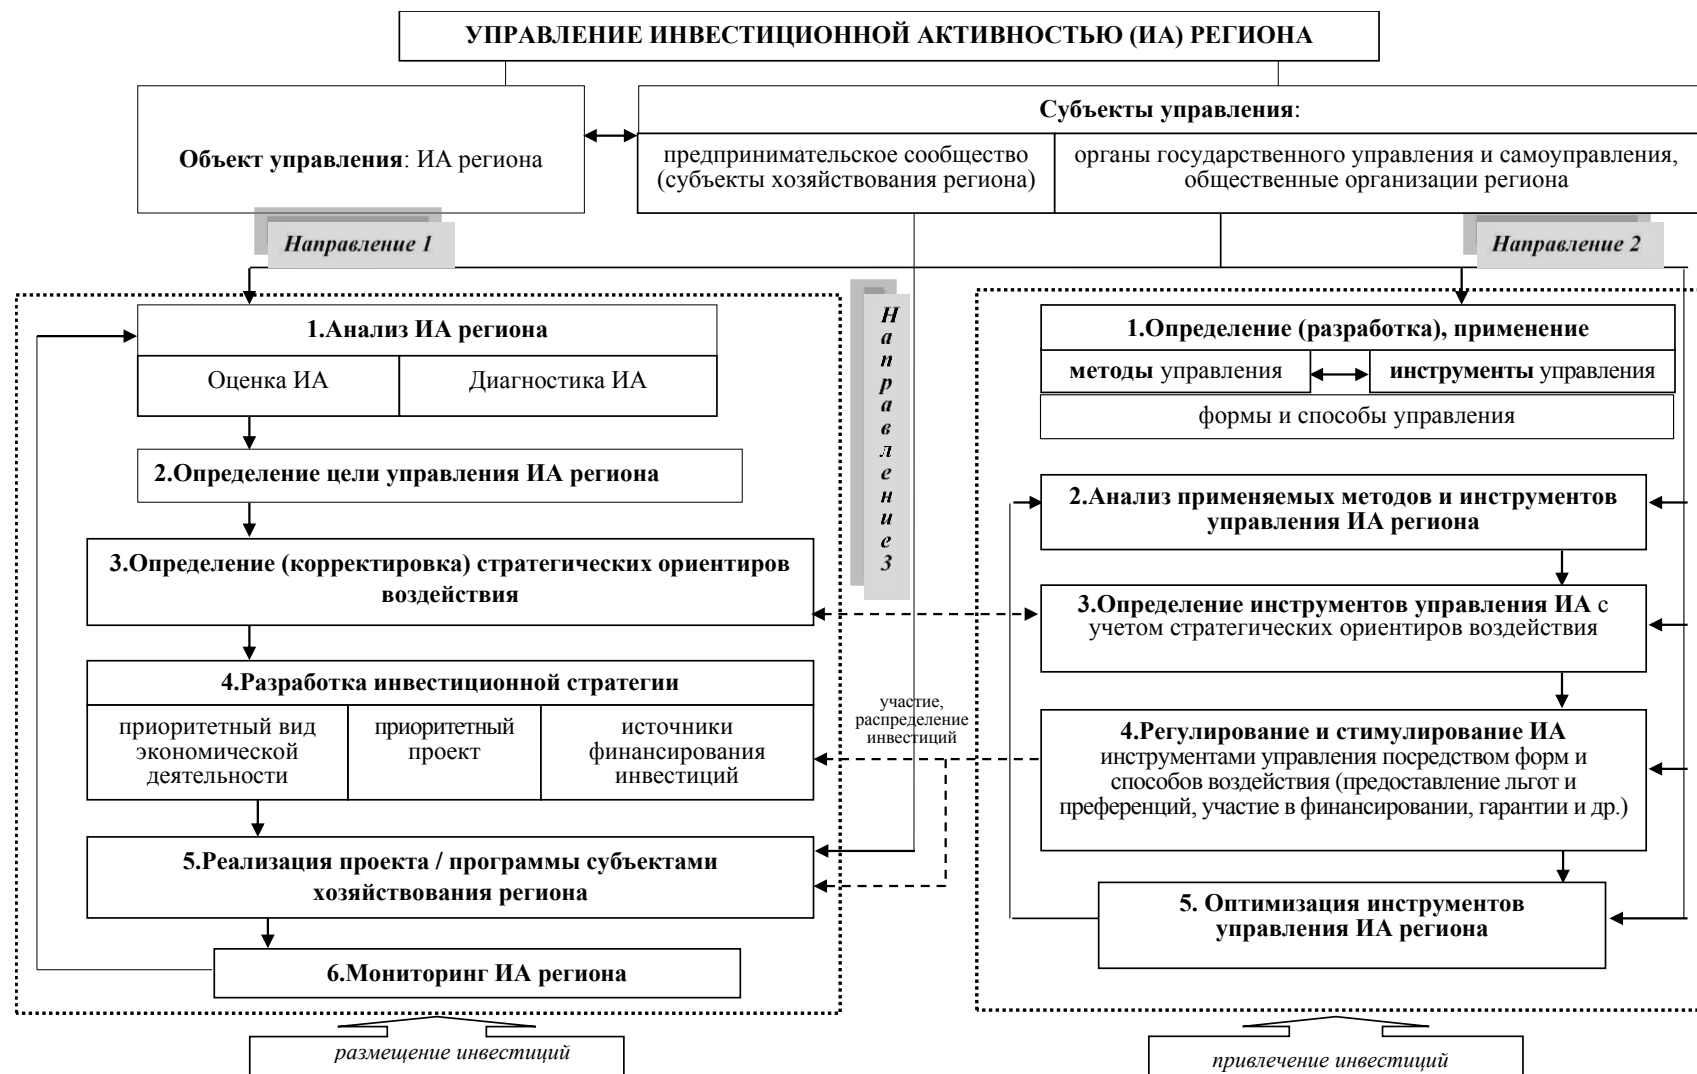 УПРАВЛЕНИЕ ИНВЕСТИЦИОННОЙ АКТИВНОСТЬЮ (ИА) РЕГИОНА
Объект управления: ИА региона
Субъекты управления:
предпринимательское сообщество
(субъекты хозяйствования региона)
органы государственного управления и самоуправления,
общественные организации региона
Направление 1
Направление 2
Направление 3
1.Анализ ИА региона
Оценка ИА
Диагностика ИА
2.Определение цели управления ИА региона
3.Определение (корректировка) стратегических ориентиров
воздействия
4.Разработка инвестиционной стратегии
приоритетный вид
экономической
деятельности
приоритетный
проект
источники
финансирования
инвестиций
5.Реализация проекта / программы субъектами
хозяйствования региона
6.Мониторинг ИА региона
участие,
распределение
инвестиций
1.Определение (разработка), применение
методы управления
инструменты управления
формы и способы управления
2.Анализ применяемых методов и инструментов
управления ИА региона
3.Определение инструментов управления ИА с
учетом стратегических ориентиров воздействия
4.Регулирование и стимулирование ИА
инструментами управления посредством форм и
способов воздействия (предоставление льгот и
преференций, участие в финансировании, гарантии и др.)
5. Оптимизация инструментов
управления ИА региона
размещение инвестиций
привлечение инвестиций